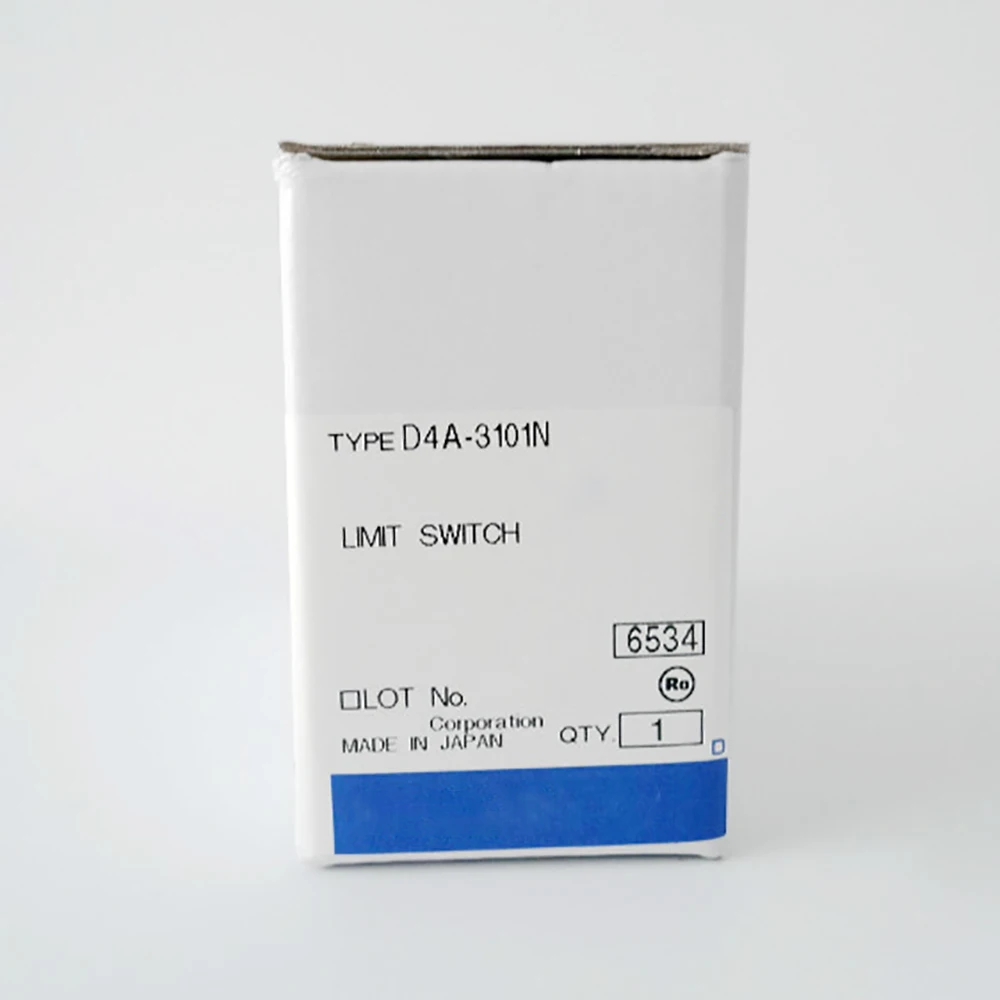 TYPE D4A-3101N
LIMIT SWITCH
6534
Ro
□LOT No.
Corporation
MADE IN JAPAN QTY. 1